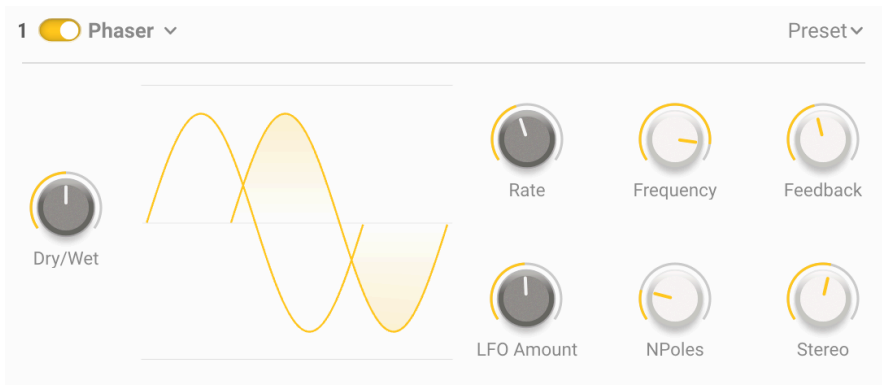 1 Phaser Preset
Rate Frequency Feedback
Dry/Wet
LFO Amount NPoles Stereo